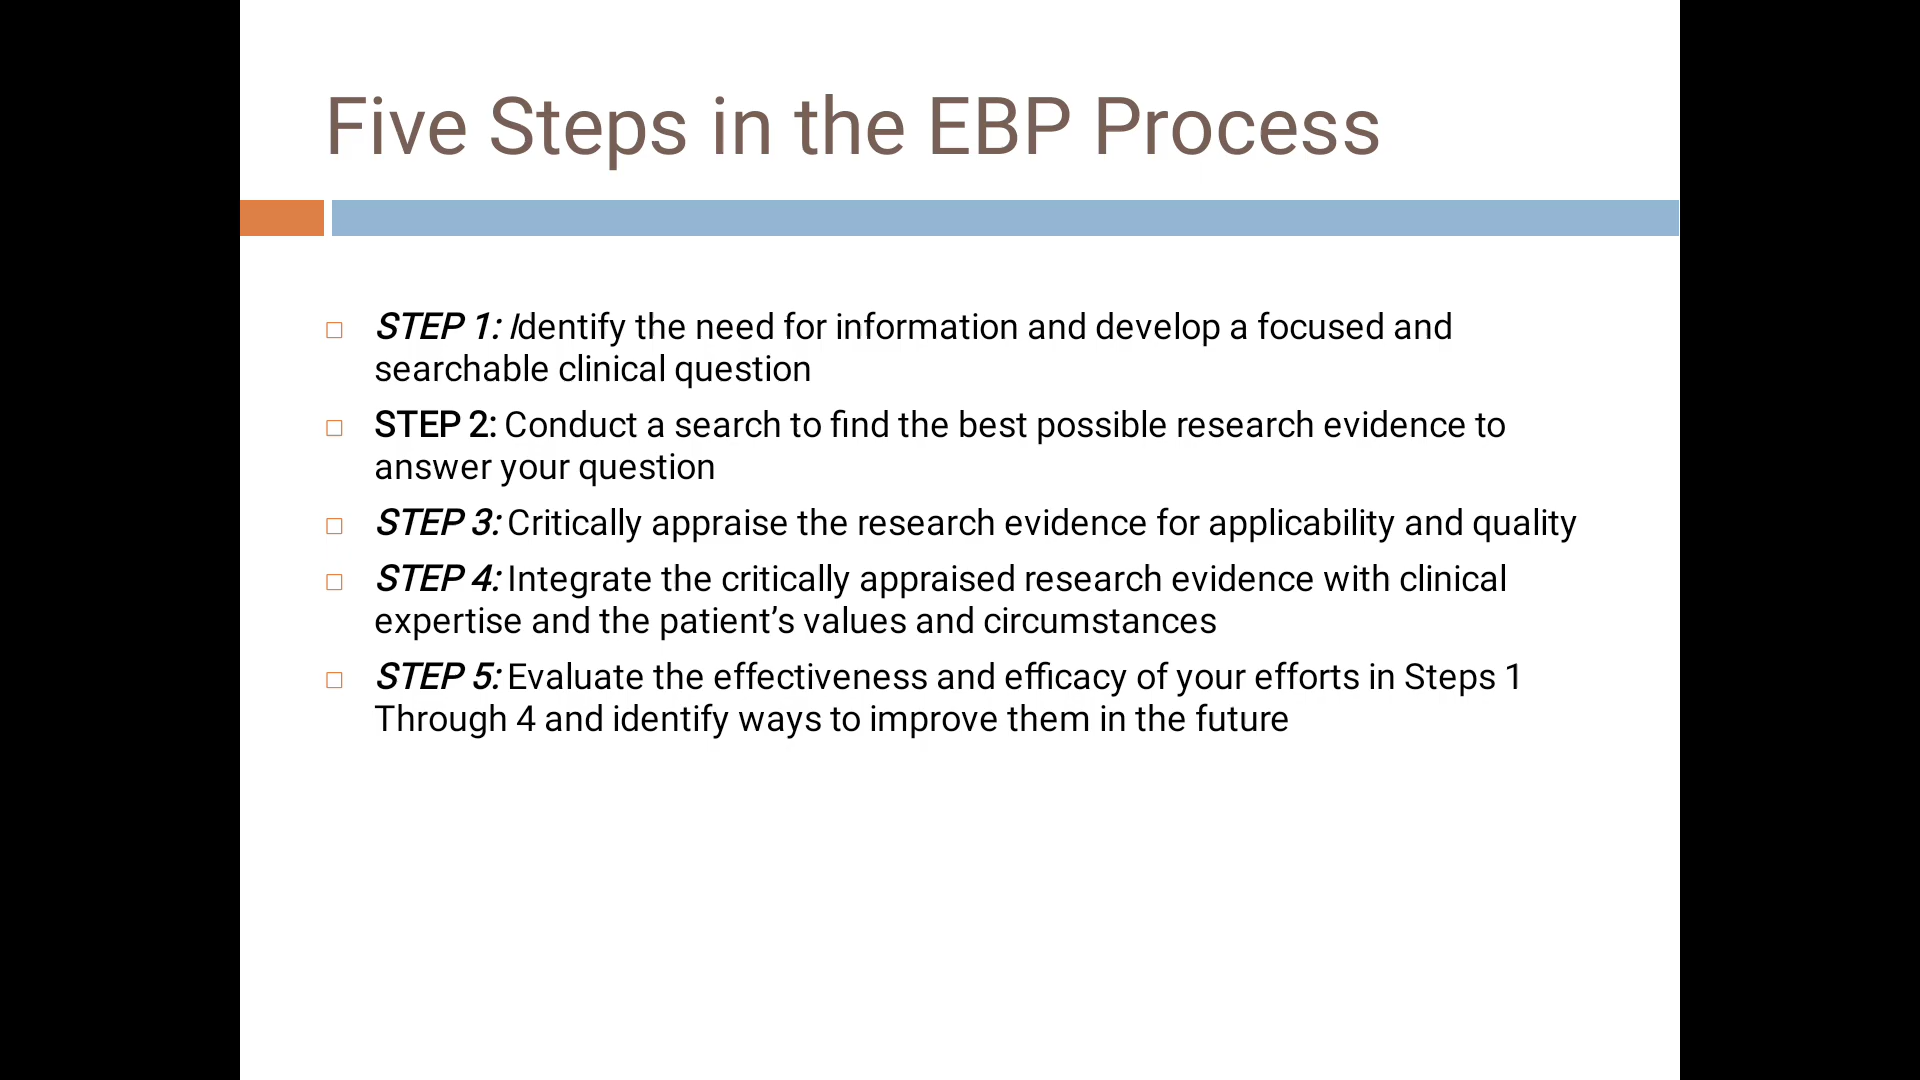 Five Steps in the EBP Process
STEP 1: Identify the need for information and develop a focused and
searchable clinical question
STEP 2: Conduct a search to find the best possible research evidence to
answer your question
STEP 3: Critically appraise the research evidence for applicability and quality
STEP 4: Integrate the critically appraised research evidence with clinical
expertise and the patient’s values and circumstances
STEP 5: Evaluate the effectiveness and efficacy of your efforts in Steps 1
Through 4 and identify ways to improve them in the future